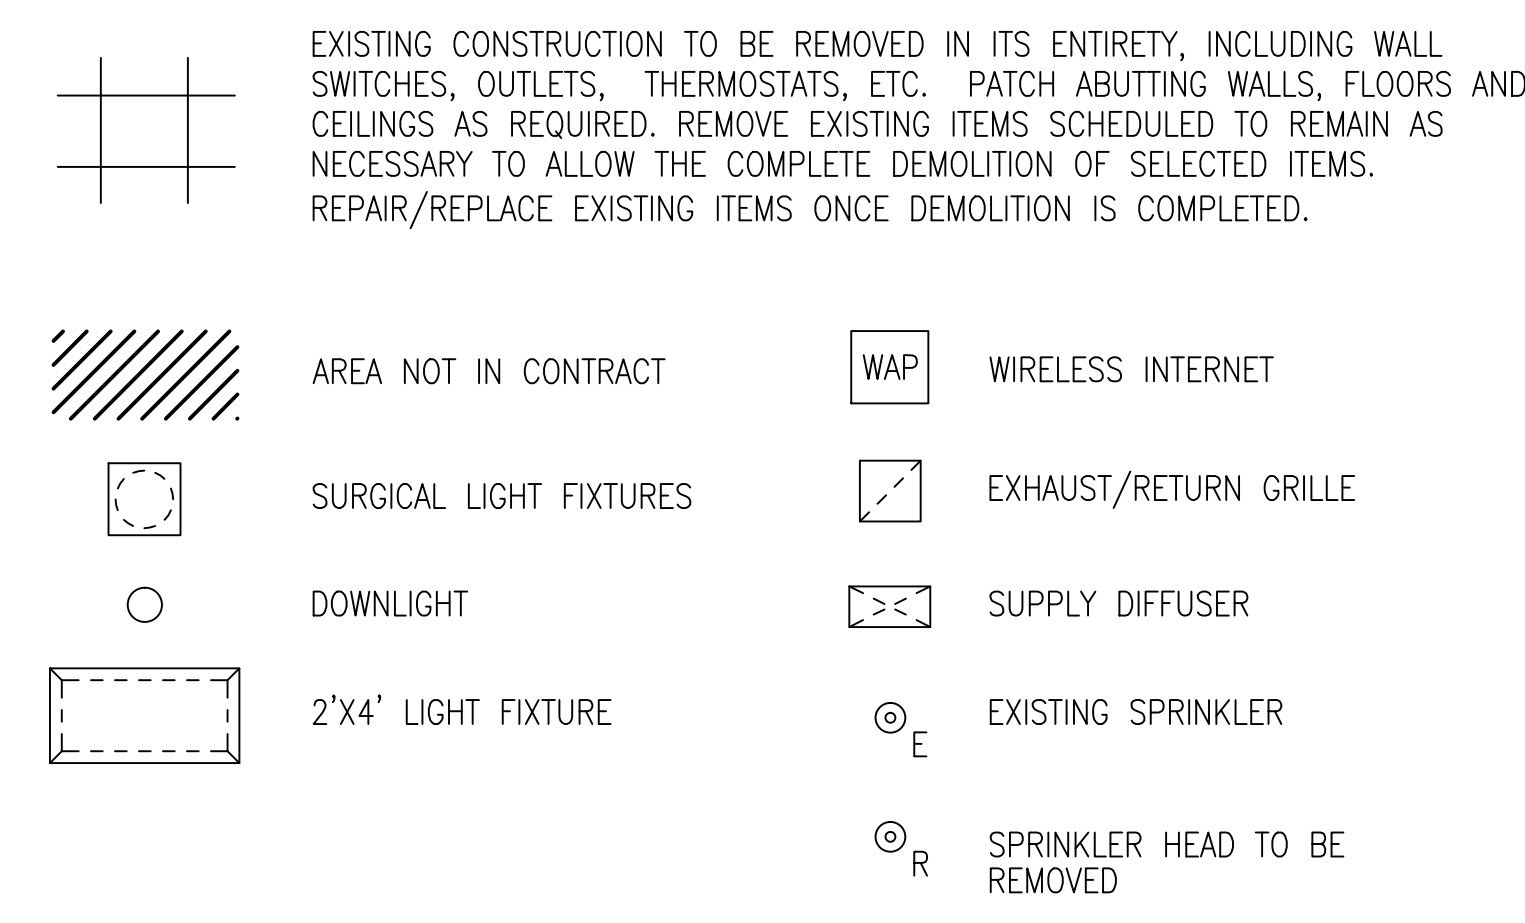 EXISTING CONSTRUCTION TO BE REMOVED IN ITS ENTIRETY, INCLUDING WALL
SWITCHES, OUTLETS, THERMOSTATS, ETC. PATCH ABUTTING WALLS, FLOORS AND
CEILINGS AS REQUIRED. REMOVE EXISTING ITEMS SCHEDULED TO REMAIN AS
NECESSARY TO ALLOW THE COMPLETE DEMOLITION OF SELECTED ITEMS.
REPAIR/REPLACE EXISTING ITEMS ONCE DEMOLITION IS COMPLETED.
AREA NOT IN CONTRACT
SURGICAL LIGHT FIXTURES
DOWNLIGHT
2'X4' LIGHT FIXTURE
WAP WIRELESS INTERNET
EXHAUST/RETURN GRILLE
SUPPLY DIFFUSER
E EXISTING SPRINKLER
R SPRINKLER HEAD TO BE
REMOVED